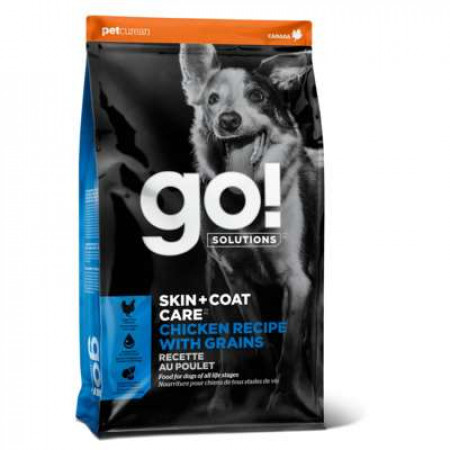 petcurean
CANADA
go!
SOLUTIONS
SKIN + COAT
CARE
CHICKEN RECIPE
WITH GRAINS
RECETTE
AU POULET
Food for dogs of all life stages
Nourriture pour chiens de tous stades de vie
go!